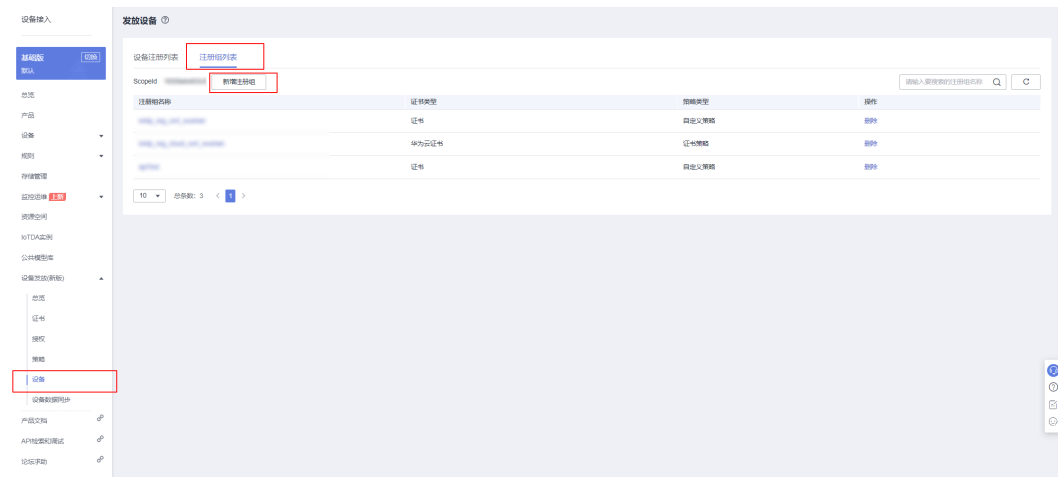 设备接入
基础版
切换
默认
总览
产品
设备
规则
存储管理
监控运维 上新
资源空间
IoTDA实例
公共模型库
设备发放(新版)
总览
证书
授权
策略
设备
设备数据同步
产品文档
API检索和调试
论坛求助
发放设备
设备注册列表 注册组列表
ScopeId
新增注册组
请输入要搜索的注册组名称
注册组名称 证书类型 策略类型 操作
证书 自定义策略 删除
华为云证书 证书策略 删除
证书 自定义策略 删除
10 总条数: 3 < 1 >